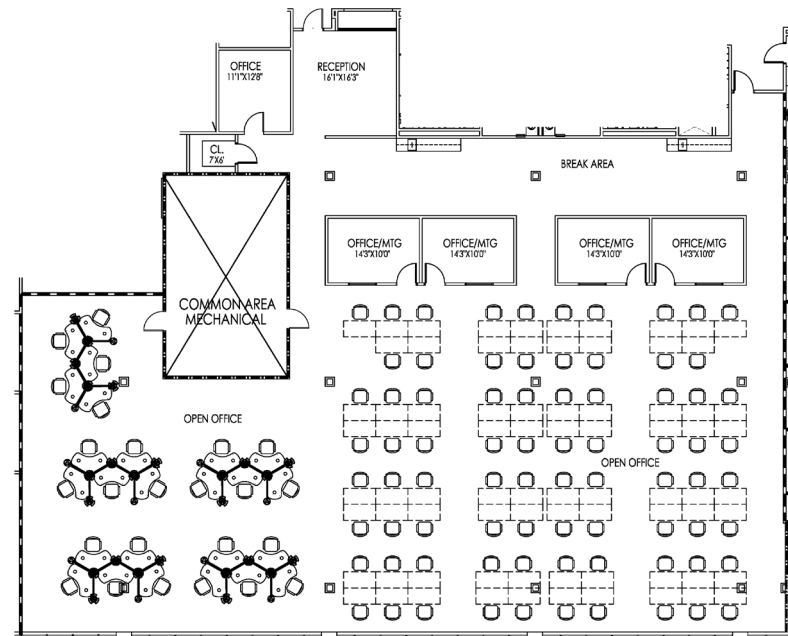 OFFICE
11'1"X12'8"
RECEPTION
16'1"X16'3"
CL.
7'X6'
BREAK AREA
OFFICE/MTG
14'3"X10'0"
OFFICE/MTG
14'3"X10'0"
OFFICE/MTG
14'3"X10'0"
OFFICE/MTG
14'3"X10'0"
COMMON AREA
MECHANICAL
OPEN OFFICE
OPEN OFFICE